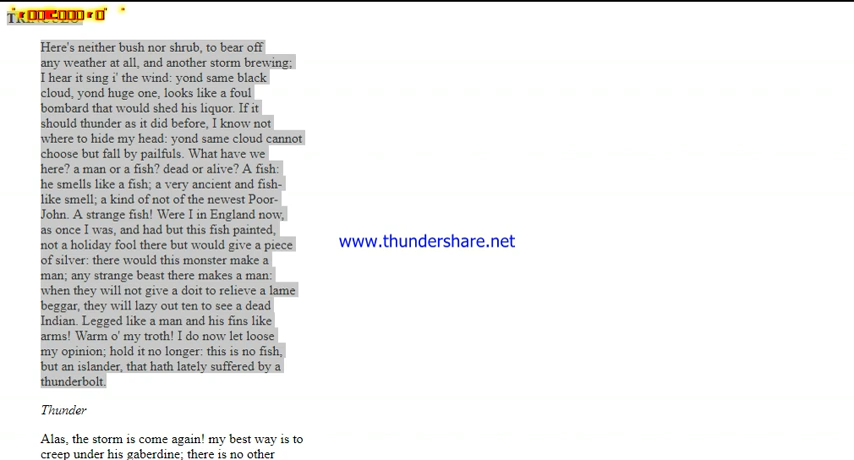 TRINCULO
Here's neither bush nor shrub, to bear off
any weather at all, and another storm brewing;
I hear it sing i' the wind: yond same black
cloud, yond huge one, looks like a foul
bombard that would shed his liquor. If it
should thunder as it did before, I know not
where to hide my head: yond same cloud cannot
choose but fall by pailfuls. What have we
here? a man or a fish? dead or alive? A fish:
he smells like a fish; a very ancient and fish-
like smell; a kind of not of the newest Poor-
John. A strange fish! Were I in England now,
as once I was, and had but this fish painted,
not a holiday fool there but would give a piece
of silver: there would this monster make a
man; any strange beast there makes a man:
when they will not give a doit to relieve a lame
beggar, they will lazy out ten to see a dead
Indian. Legged like a man and his fins like
arms! Warm o' my troth! I do now let loose
my opinion; hold it no longer: this is no fish,
but an islander, that hath lately suffered by a
thunderbolt.
www.thundershare.net
Thunder
Alas, the storm is come again! my best way is to
creep under his gaberdine; there is no other